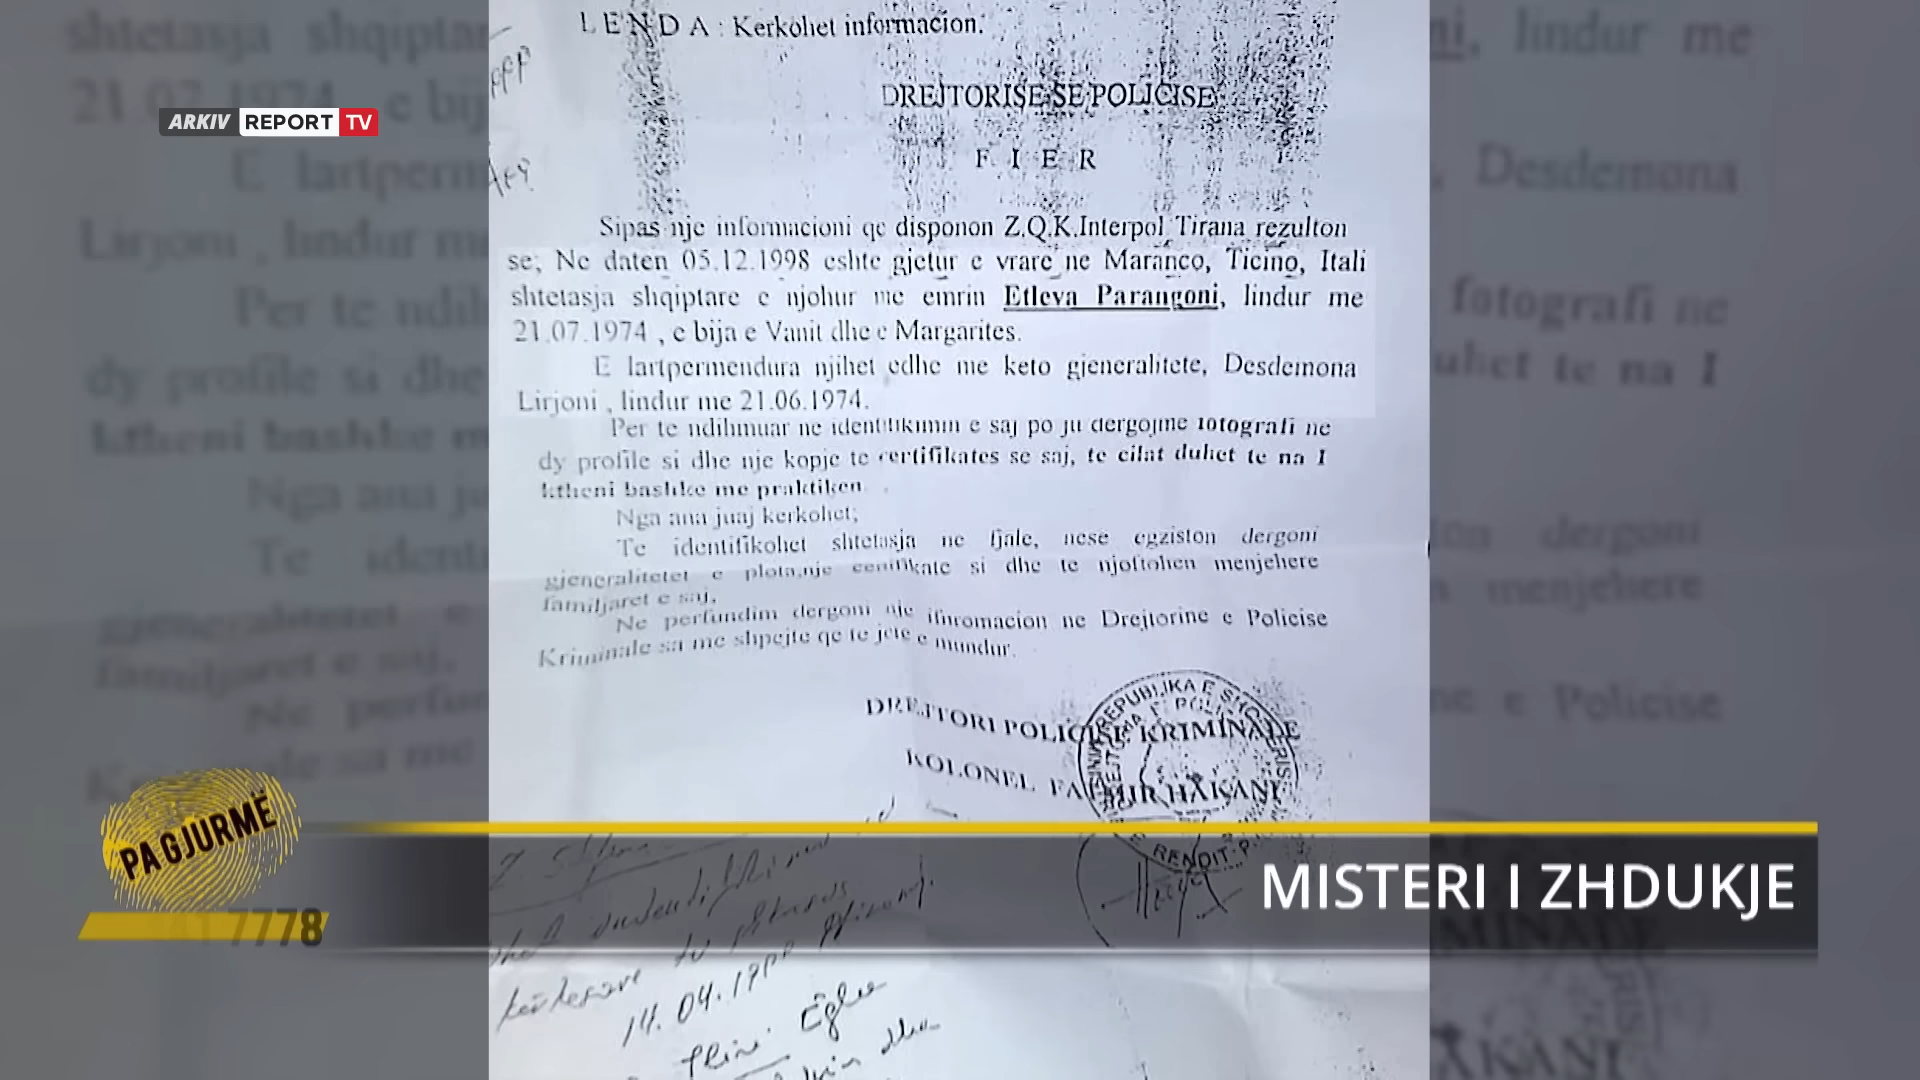 LENDA : Kerkohet informacion.
DREJTORISE SE POLICISE
F I E R
ARKIV REPORT TV
Sipas nje informacioni qe disponon Z.Q.K.Interpol Tirana rezulton
se; Ne daten 05.12.1998 eshte gjetur e vrare ne Maranco, Ticino, Itali
shtetasja shqiptare e njohur me emrin Etleva Parangoni, lindur me
21.07.1974 , e bija e Vanit dhe e Margarites.
E lartpermendura njihet edhe me keto gjeneralitete, Desdemona
Lirjoni , lindur me 21.06.1974.
Per te ndihmuar ne identifikimin e saj po ju dergojme fotografi ne
dy profile si dhe nje kopje te certifikates se saj, te cilat duhet te na I
ktheni bashke me praktiken.
Nga ana juaj kerkohet;
Te identifikohet shtetasja ne fjale, nese egziston dergoni
gjeneralitetet e plota,nje certifikate si dhe te njoftohen menjehere
familjaret e saj,
Ne perfundim dergoni nje ifnromacion ne Drejtorine e Policise
Kriminale sa me shpejte qe te jete e mundur.
DREJTORI POLICISE KRIMINALE
KOLONEL HAKANI
REPUBLIKA E
14.04.
PA GJURMË
7778
MISTERI I ZHDUKJE